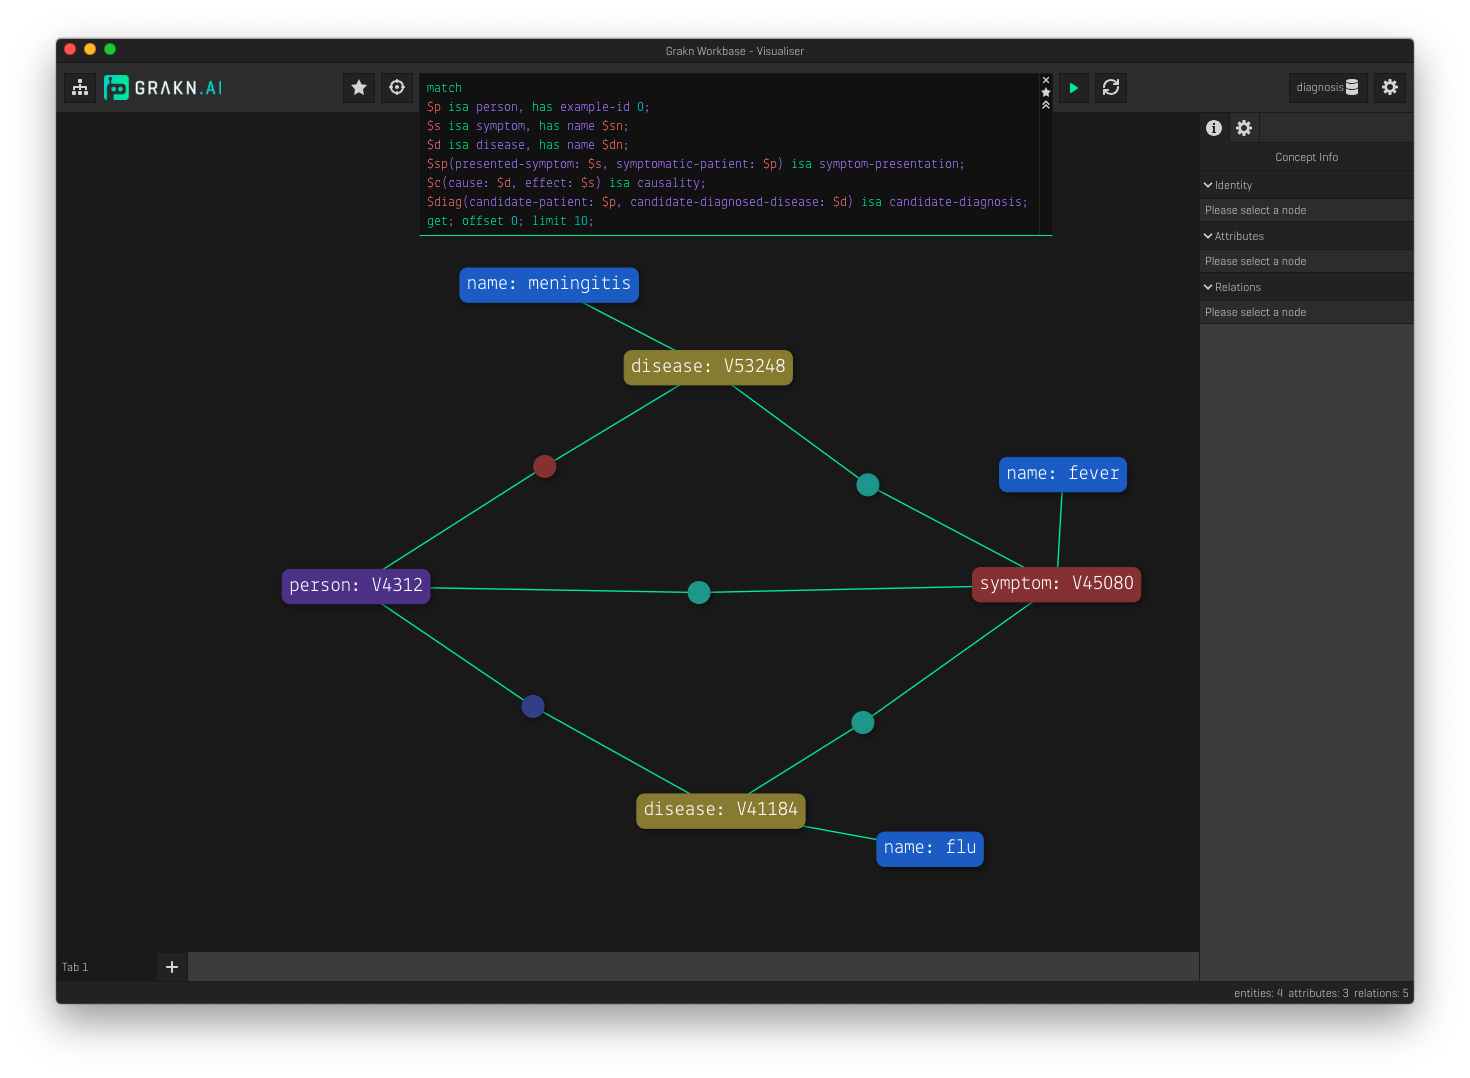 Grakn Workbase - Visualiser
GRAKN.AI
match
$p isa person, has example-id 0;
$s isa symptom, has name $sn;
$d isa disease, has name $dn;
$sp(presented-symptom: $s, symptomatic-patient: $p) isa symptom-presentation;
$c(cause: $d, effect: $s) isa causality;
$diag(candidate-patient: $p, candidate-diagnosed-disease: $d) isa candidate-diagnosis;
get; offset 0; limit 10;
diagnosis
Concept Info
Identity
Please select a node
Attributes
Please select a node
Relations
Please select a node
name: meningitis
disease: V53248
name: fever
person: V4312
symptom: V45080
disease: V41184
name: flu
Tab 1
entities: 4 attributes: 3 relations: 5